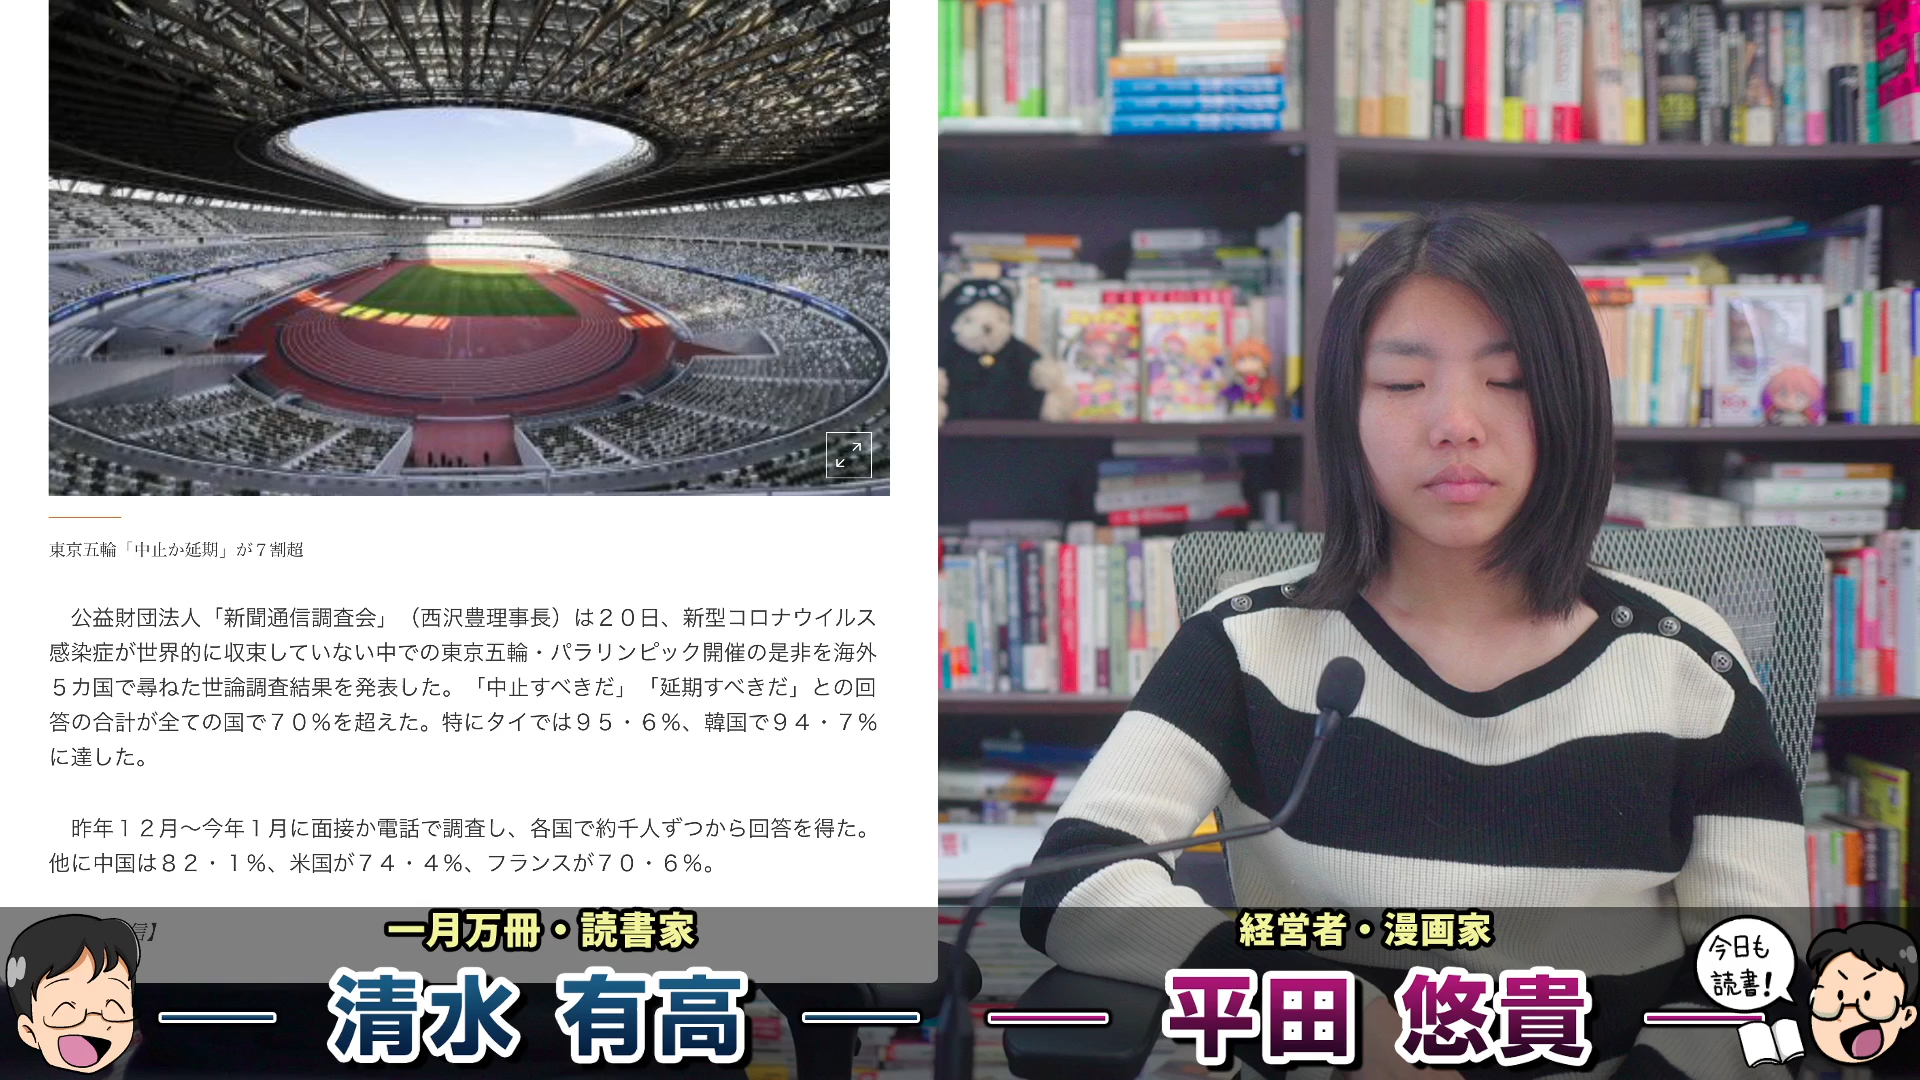 東京五輪「中止か延期」が７割超
　公益財団法人「新聞通信調査会」（西沢豊理事長）は２０日、新型コロナウイルス
感染症が世界的に収束していない中での東京五輪・パラリンピック開催の是非を海外
５カ国で尋ねた世論調査結果を発表した。「中止すべきだ」「延期すべきだ」との回
答の合計が全ての国で７０％を超えた。特にタイでは９５・６％、韓国で９４・７％
に達した。
　昨年１２月～今年１月に面接か電話で調査し、各国で約千人ずつから回答を得た。
他に中国は８２・１％、米国が７４・４％、フランスが７０・６％。
信】
一月万冊・読書家
清水 有高
経営者・漫画家
平田 悠貴
今日も
読書！